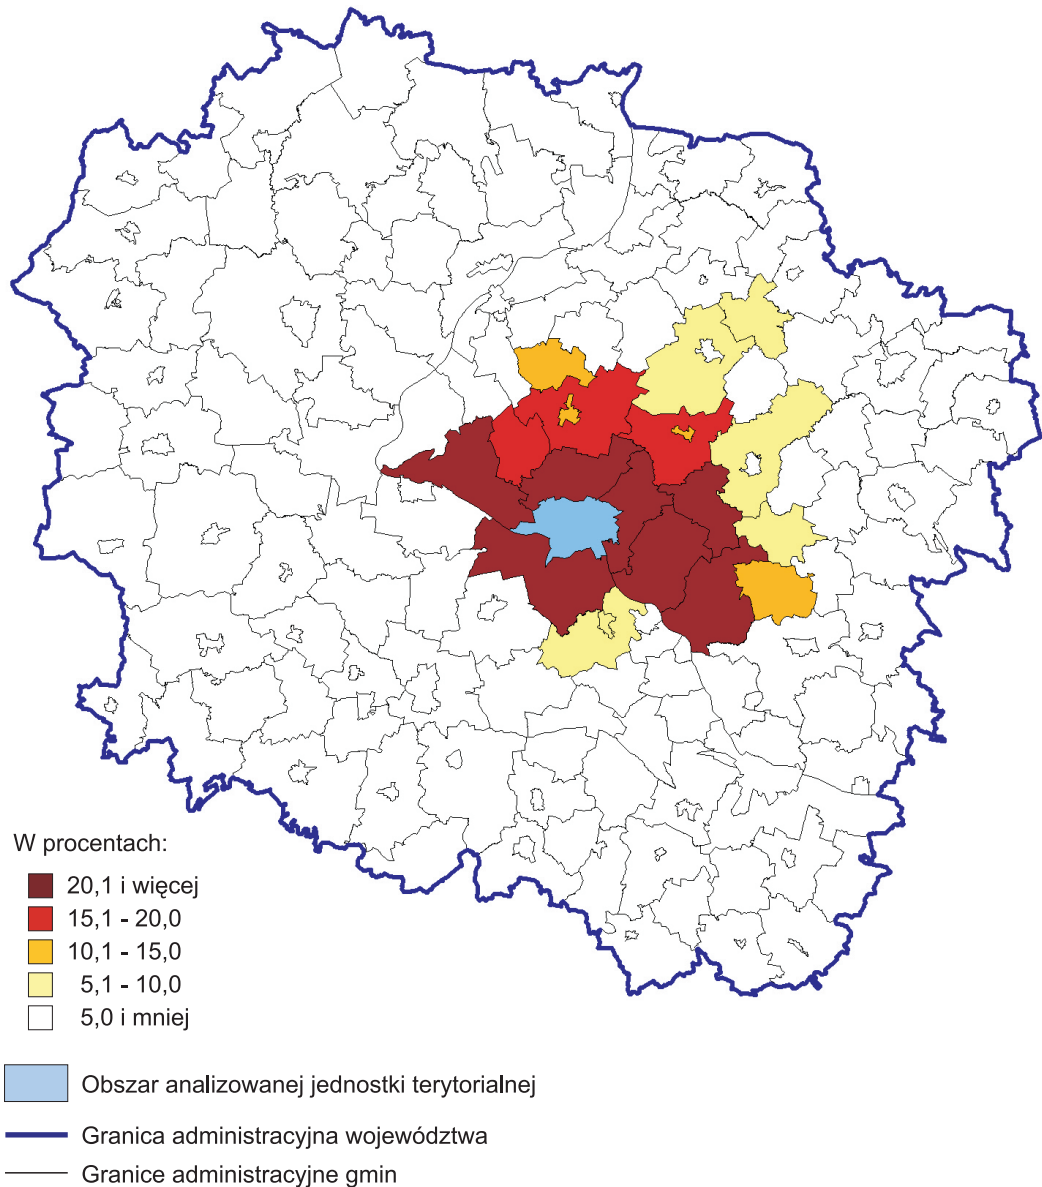 W procentach:
20,1 i więcej
15,1 - 20,0
10,1 - 15,0
5,1 - 10,0
5,0 i mniej
Obszar analizowanej jednostki terytorialnej
Granica administracyjna województwa
Granice administracyjne gmin